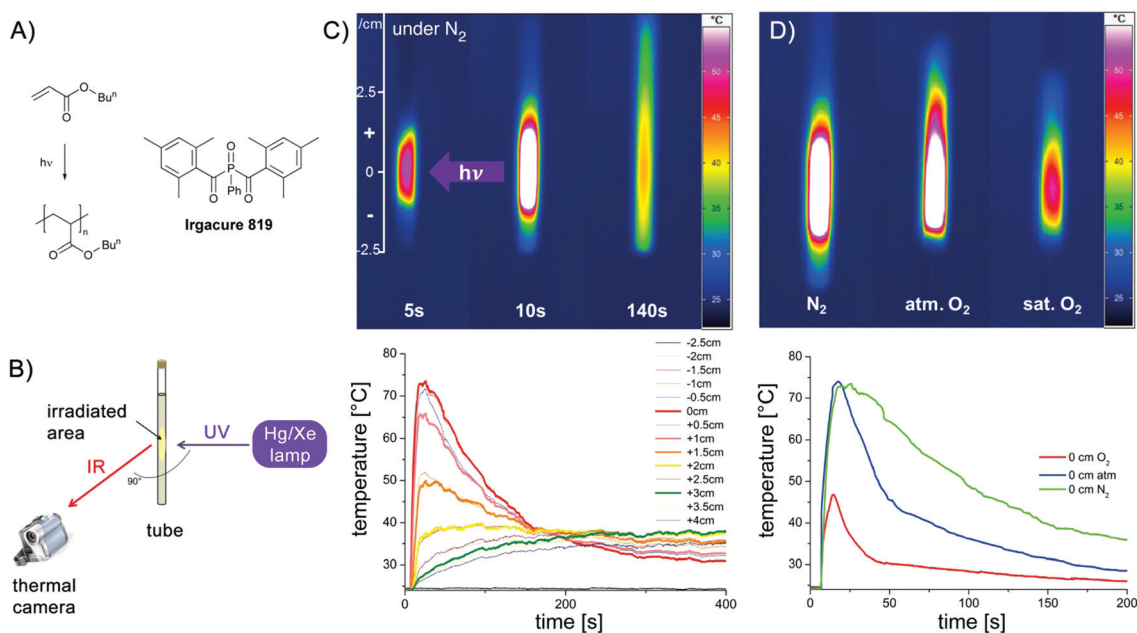 A)
O
Buⁿ
O
hν
n
O
O
Buⁿ
O
P
Ph
O
O
Irgacure 819
B)
irradiated
area
UV
Hg/Xe
lamp
IR
90°
tube
thermal
camera
C)
/cm
under N₂
°C
2.5
+
0
-
-2.5
hν
50
45
40
35
30
25
5s
10s
140s
temperature [°C]
80
70
60
50
40
30
0
200
400
time [s]
-2.5cm
-2cm
-1.5cm
-1cm
-0.5cm
0cm
+0.5cm
+1cm
+1.5cm
+2cm
+2.5cm
+3cm
+3.5cm
+4cm
D)
°C
50
45
40
35
30
25
N₂
atm. O₂
sat. O₂
temperature [°C]
80
70
60
50
40
30
0
50
100
150
200
time [s]
0 cm O₂
0 cm atm
0 cm N₂